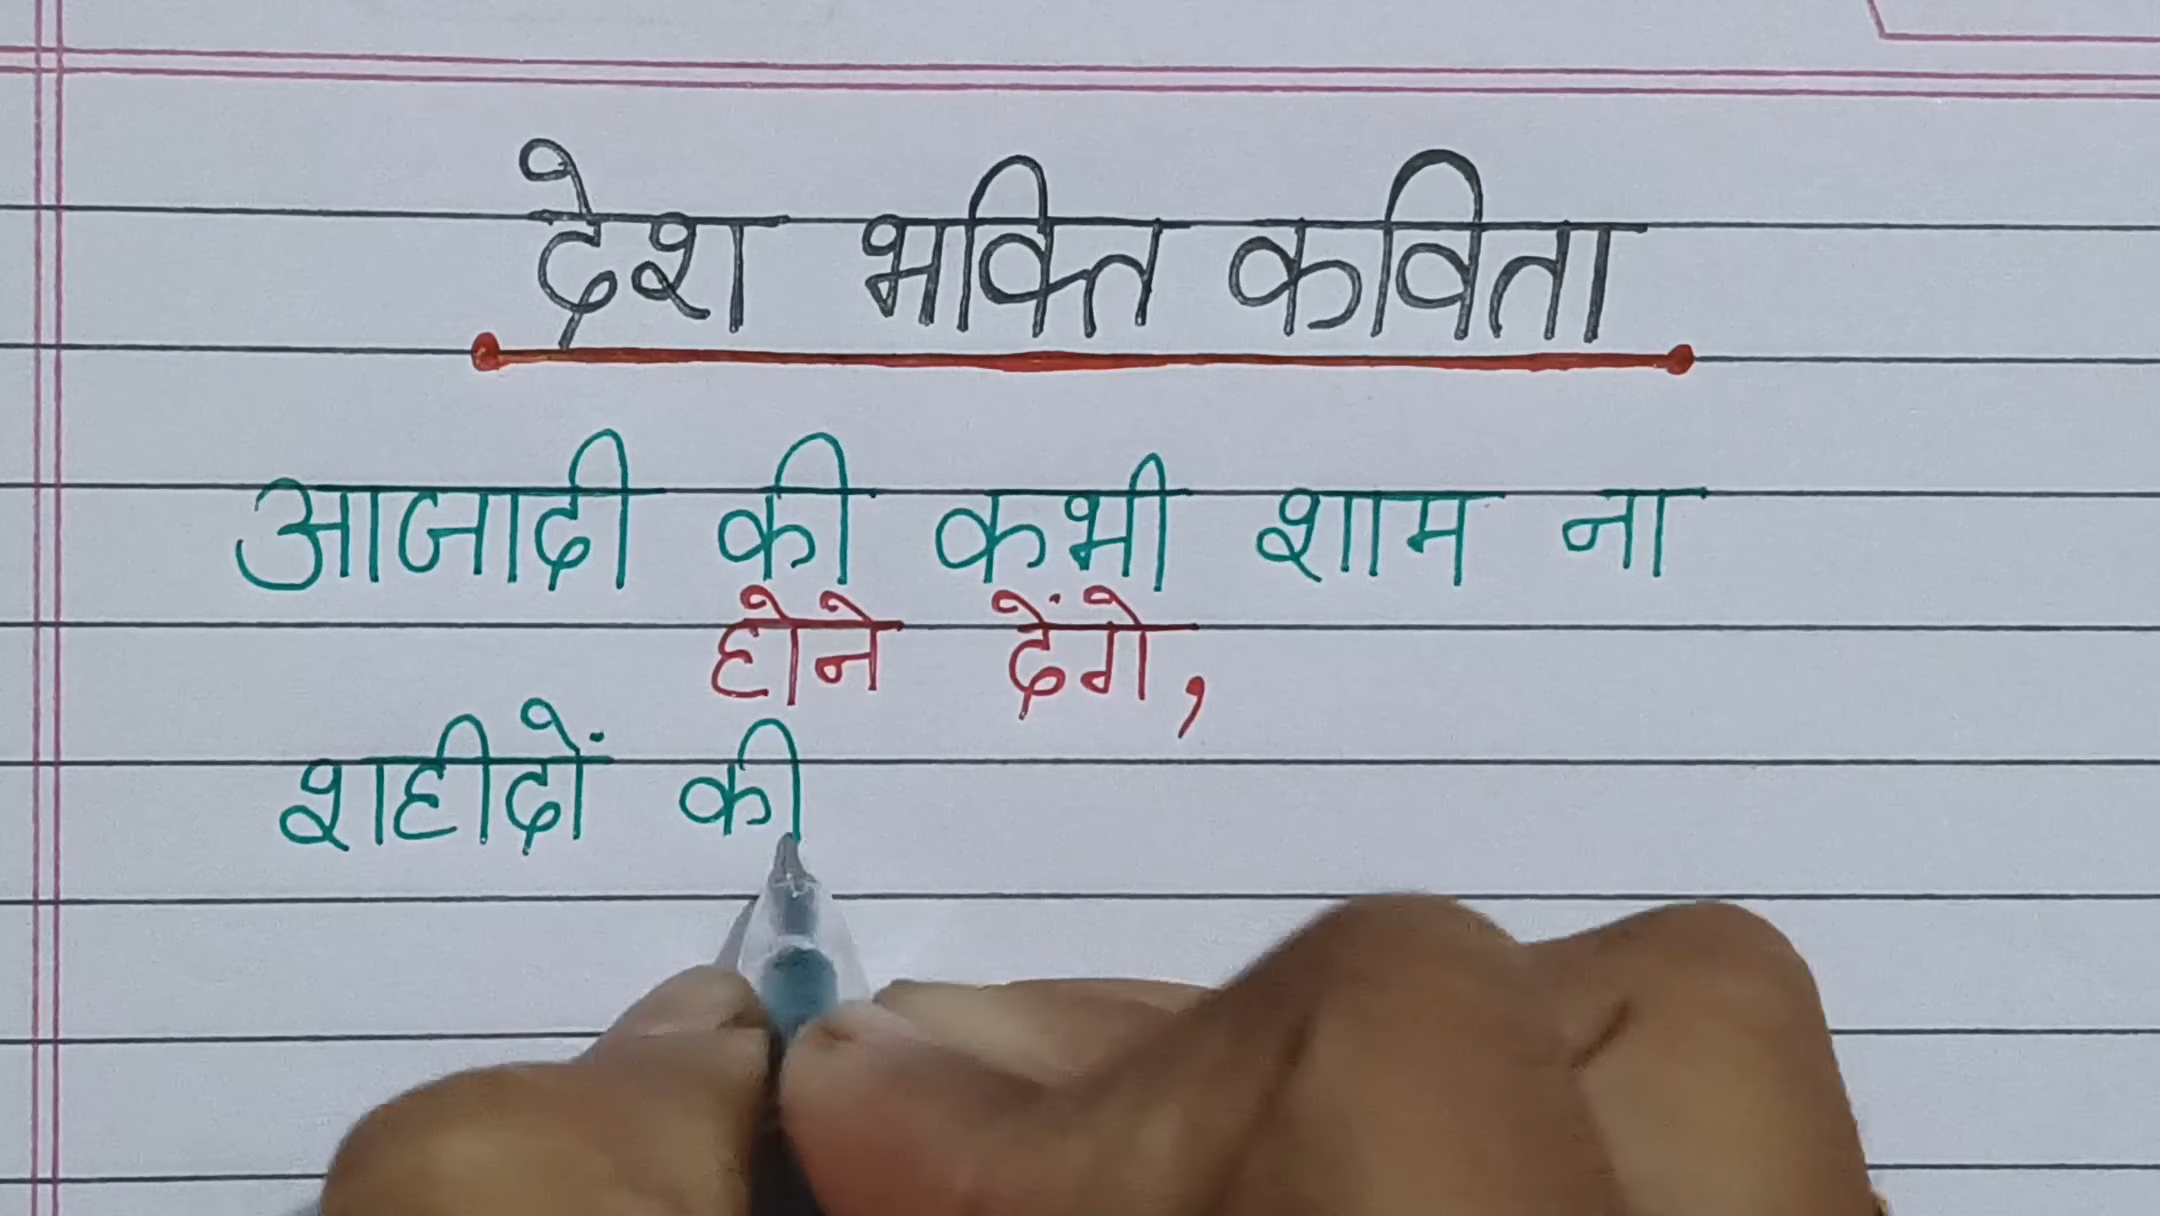 देश भक्ति कविता
आजादी की कभी शाम ना
होने देंगे,
शहीदों की